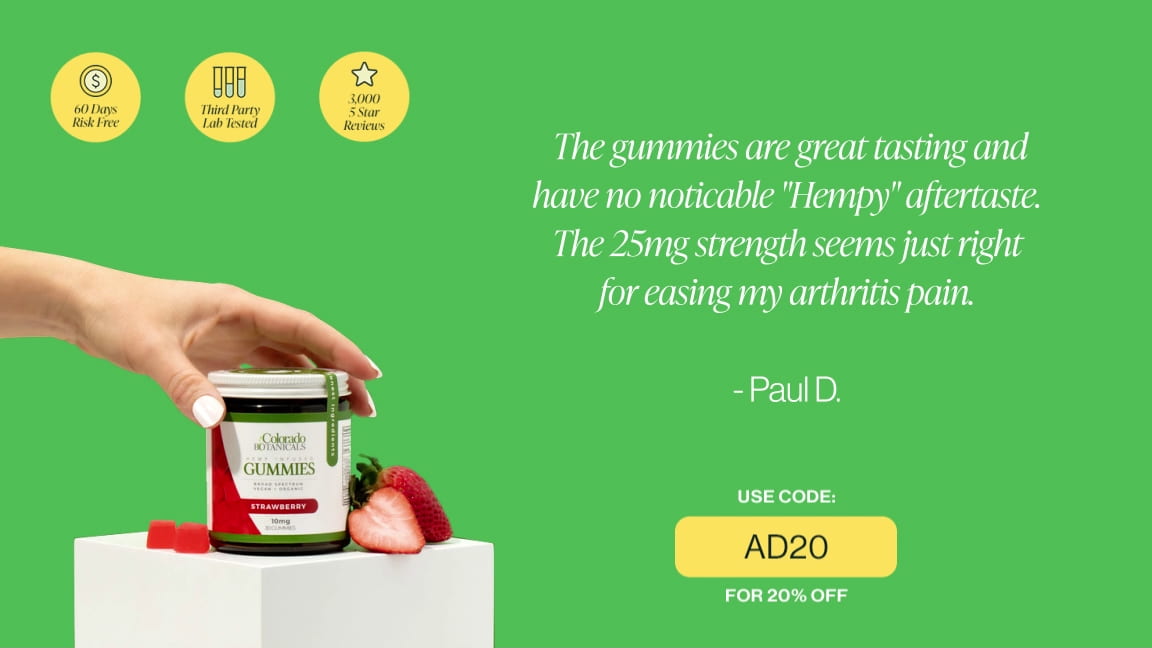 60 Days
Risk Free
Third Party
Lab Tested
3,000
5 Star
Reviews
The gummies are great tasting and
have no noticable "Hempy" aftertaste.
The 25mg strength seems just right
for easing my arthritis pain.
- Paul D.
USE CODE:
AD20
FOR 20% OFF
Colorado
BOTANICALS
HEMP INFUSED
GUMMIES
BROAD SPECTRUM
VEGAN + ORGANIC
STRAWBERRY
10mg
30 GUMMIES
ingredients